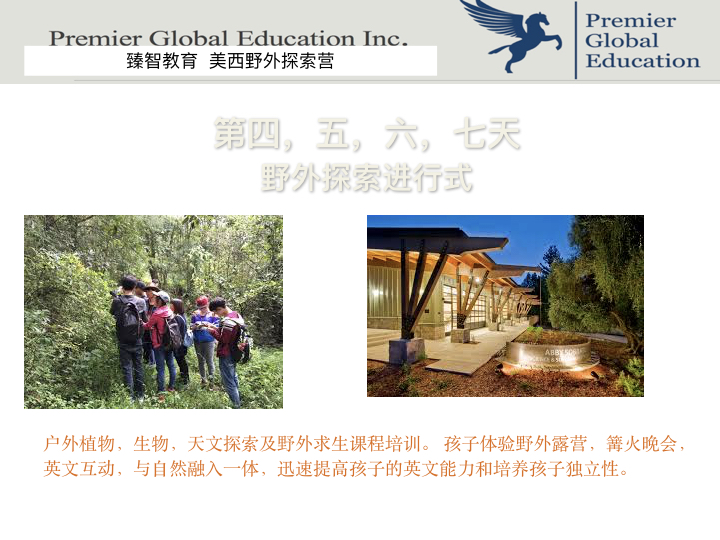 Premier Global Education Inc.
臻智教育 美西野外探索营
Premier
Global
Education
第四，五，六，七天
野外探索进行式
户外植物，生物，天文探索及野外求生课程培训。 孩子体验野外露营，篝火晚会，
英文互动，与自然融入一体，迅速提高孩子的英文能力和培养孩子独立性。